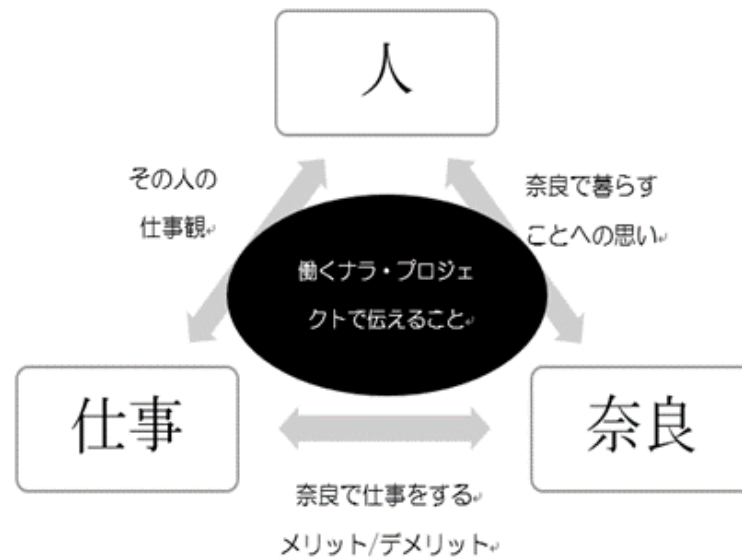 人
その人の
仕事観
奈良で暮らす
ことへの思い
働くナラ・プロジェ
クトで伝えること
仕事
奈良
奈良で仕事をする
メリット/デメリット